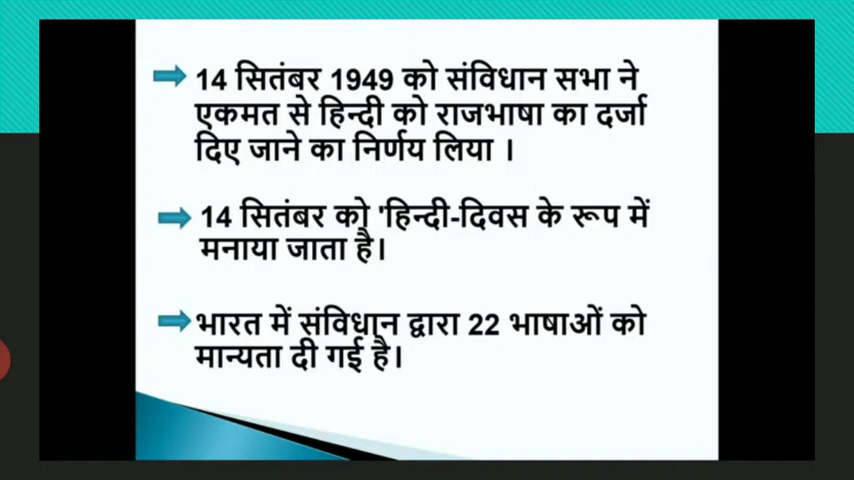 14 सितंबर 1949 को संविधान सभा ने
एकमत से हिन्दी को राजभाषा का दर्जा
दिए जाने का निर्णय लिया ।
14 सितंबर को 'हिन्दी-दिवस के रूप में
मनाया जाता है।
भारत में संविधान द्वारा 22 भाषाओं को
मान्यता दी गई है।